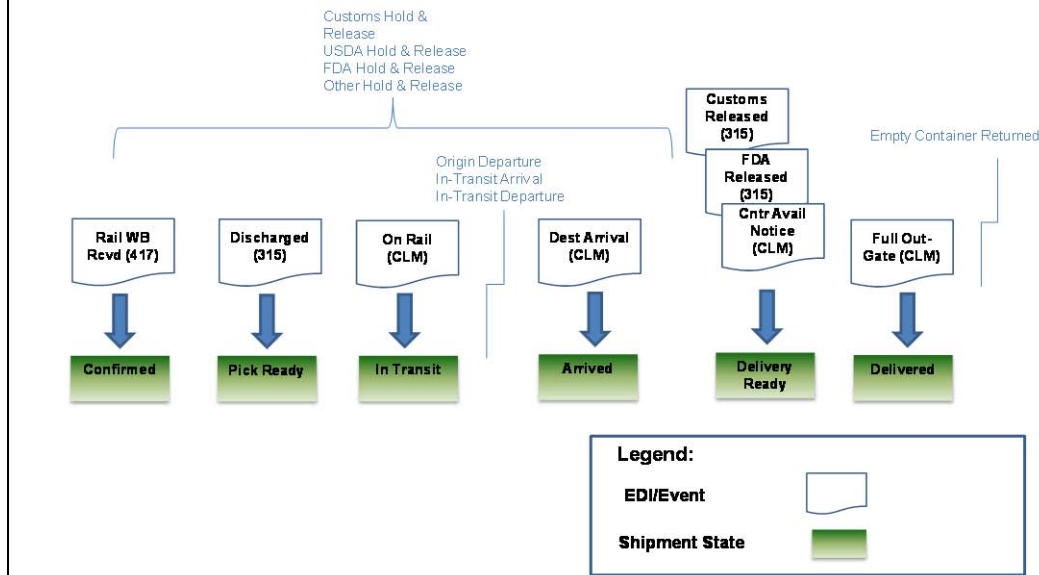 Customs Hold &
Release
USDA Hold & Release
FDA Hold & Release
Other Hold & Release
Customs
Released
(315)
Empty Container Returned
FDA
Released
(315)
Origin Departure
In-Transit Arrival
In-Transit Departure
Rail WB
Rcvd (417)
Discharged
(315)
On Rail
(CLM)
Dest Arrival
(CLM)
Cntr Avail
Notice
(CLM)
Full Out-
Gate (CLM)
Confirmed
Pick Ready
In Transit
Arrived
Delivery
Ready
Delivered
Legend:
EDI/Event
Shipment State